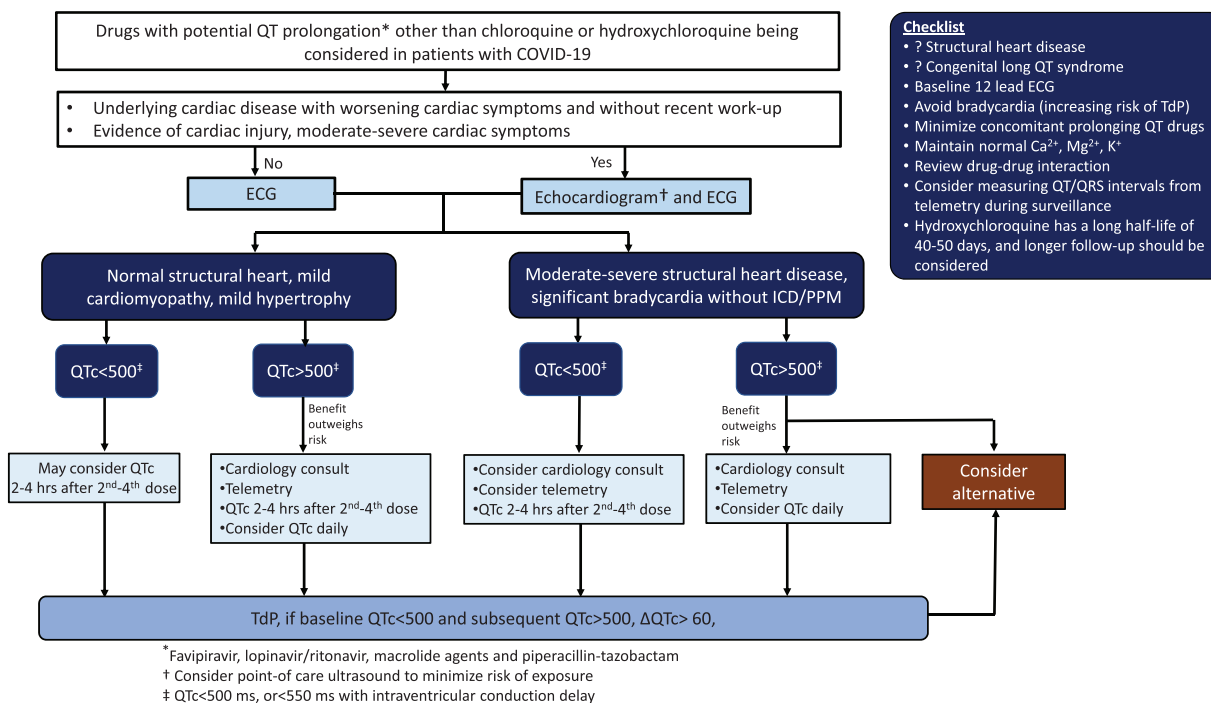 Drugs with potential QT prolongation* other than chloroquine or hydroxychloroquine being
considered in patients with COVID-19
• Underlying cardiac disease with worsening cardiac symptoms and without recent work-up
• Evidence of cardiac injury, moderate-severe cardiac symptoms
No
Yes
ECG
Echocardiogram† and ECG
Normal structural heart, mild
cardiomyopathy, mild hypertrophy
Moderate-severe structural heart disease,
significant bradycardia without ICD/PPM
QTc<500‡
QTc>500‡
QTc<500‡
QTc>500‡
Benefit
outweighs
risk
Benefit
outweighs
risk
May consider QTc
2-4 hrs after 2nd-4th dose
•Cardiology consult
•Telemetry
•QTc 2-4 hrs after 2nd-4th dose
•Consider QTc daily
•Consider cardiology consult
•Consider telemetry
•QTc 2-4 hrs after 2nd-4th dose
•Cardiology consult
•Telemetry
•Consider QTc daily
Consider
alternative
TdP, if baseline QTc<500 and subsequent QTc>500, ΔQTc> 60,
*Favipiravir, lopinavir/ritonavir, macrolide agents and piperacillin-tazobactam
† Consider point-of care ultrasound to minimize risk of exposure
‡ QTc<500 ms, or<550 ms with intraventricular conduction delay
Checklist
• ? Structural heart disease
• ? Congenital long QT syndrome
• Baseline 12 lead ECG
• Avoid bradycardia (increasing risk of TdP)
• Minimize concomitant prolonging QT drugs
• Maintain normal Ca2+, Mg2+, K+
• Review drug-drug interaction
• Consider measuring QT/QRS intervals from
telemetry during surveillance
• Hydroxychloroquine has a long half-life of
40-50 days, and longer follow-up should be
considered